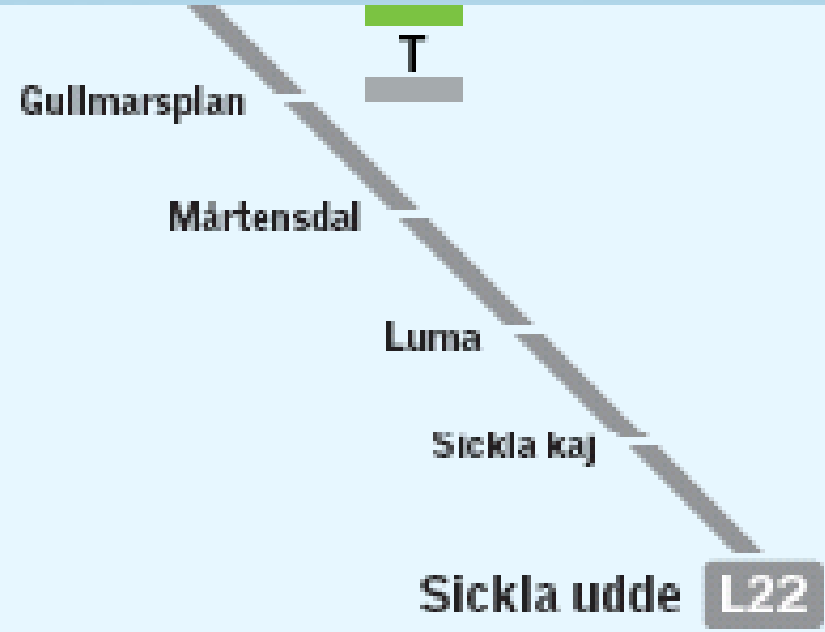 T
Gullmarsplan
Mårtensdal
Luma
Sickla kaj
Sickla udde L22